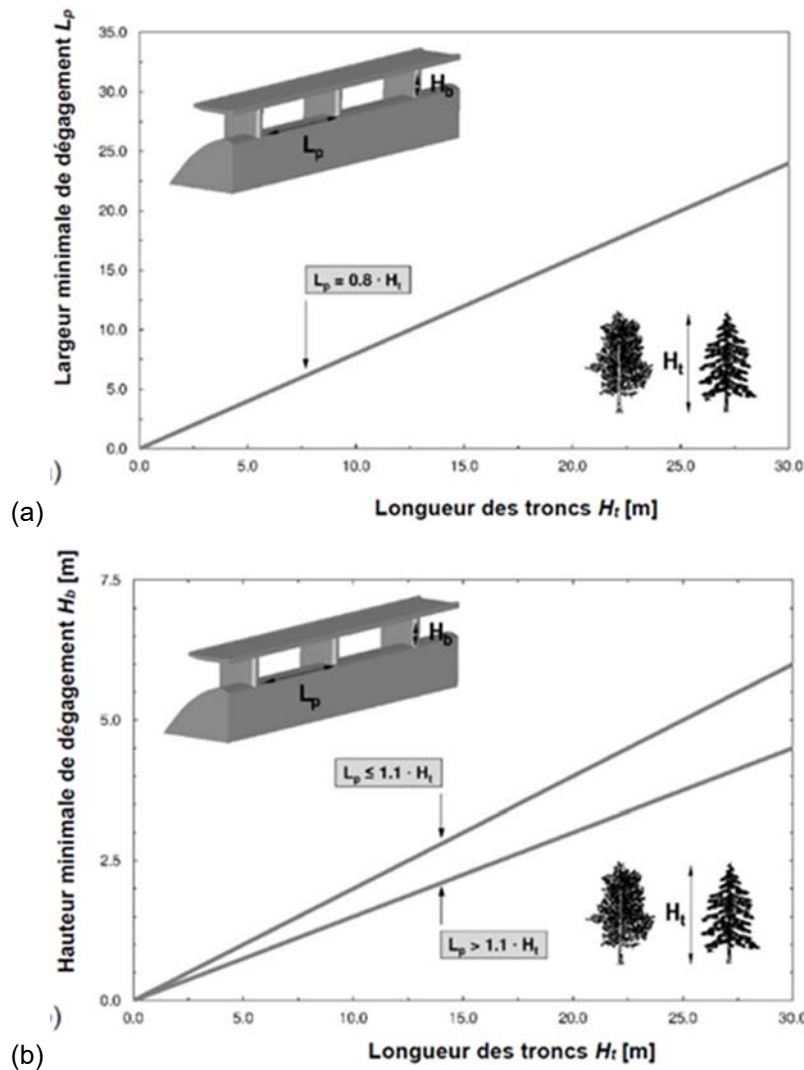 Largeur minimale de dégagement Lp
35.0
30.0
25.0
20.0
15.0
10.0
5.0
0.0
Hb
Lp
Lp = 0.8 · Ht
Ht
0.0 5.0 10.0 15.0 20.0 25.0 30.0
)
(a)
Longueur des troncs Ht [m]
Hauteur minimale de dégagement Hb [m]
7.5
5.0
2.5
0.0
Hb
Lp
Lp ≤ 1.1 · Ht
Lp > 1.1 · Ht
Ht
0.0 5.0 10.0 15.0 20.0 25.0 30.0
)
(b)
Longueur des troncs Ht [m]